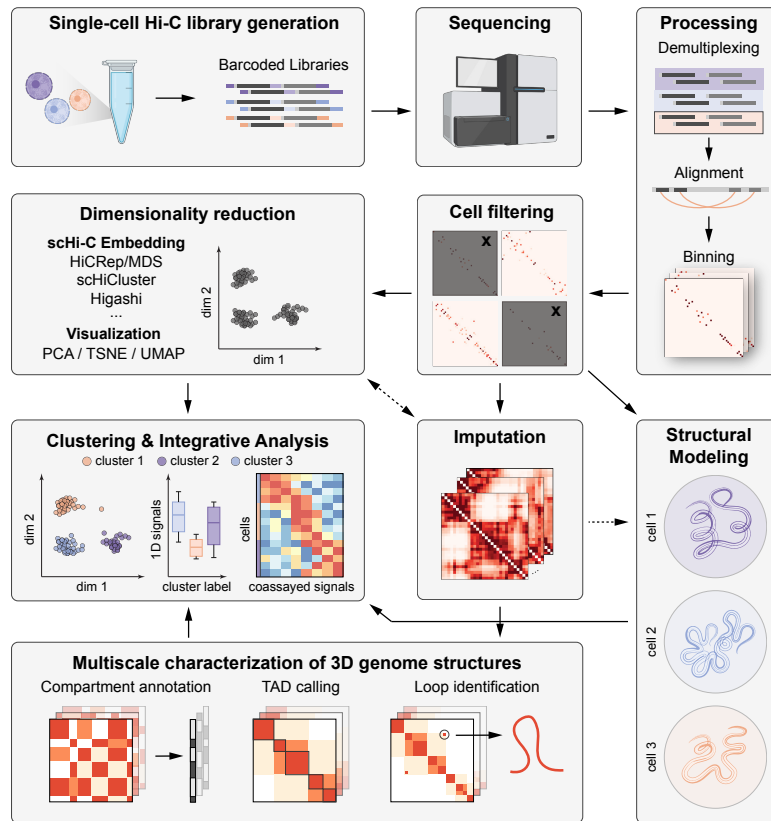 Single-cell Hi-C library generation
Barcoded Libraries
Sequencing
Processing
Demultiplexing
Alignment
Binning
Dimensionality reduction
scHi-C Embedding
HiCRep/MDS
scHiCluster
Higashi
...
Visualization
PCA / TSNE / UMAP
dim 2
dim 1
Cell filtering
X
X
Clustering & Integrative Analysis
cluster 1
cluster 2
cluster 3
dim 2
dim 1
1D signals
cluster label
cells
coassayed signals
Imputation
...
Structural
Modeling
cell 1
cell 2
cell 3
Multiscale characterization of 3D genome structures
Compartment annotation
TAD calling
Loop identification